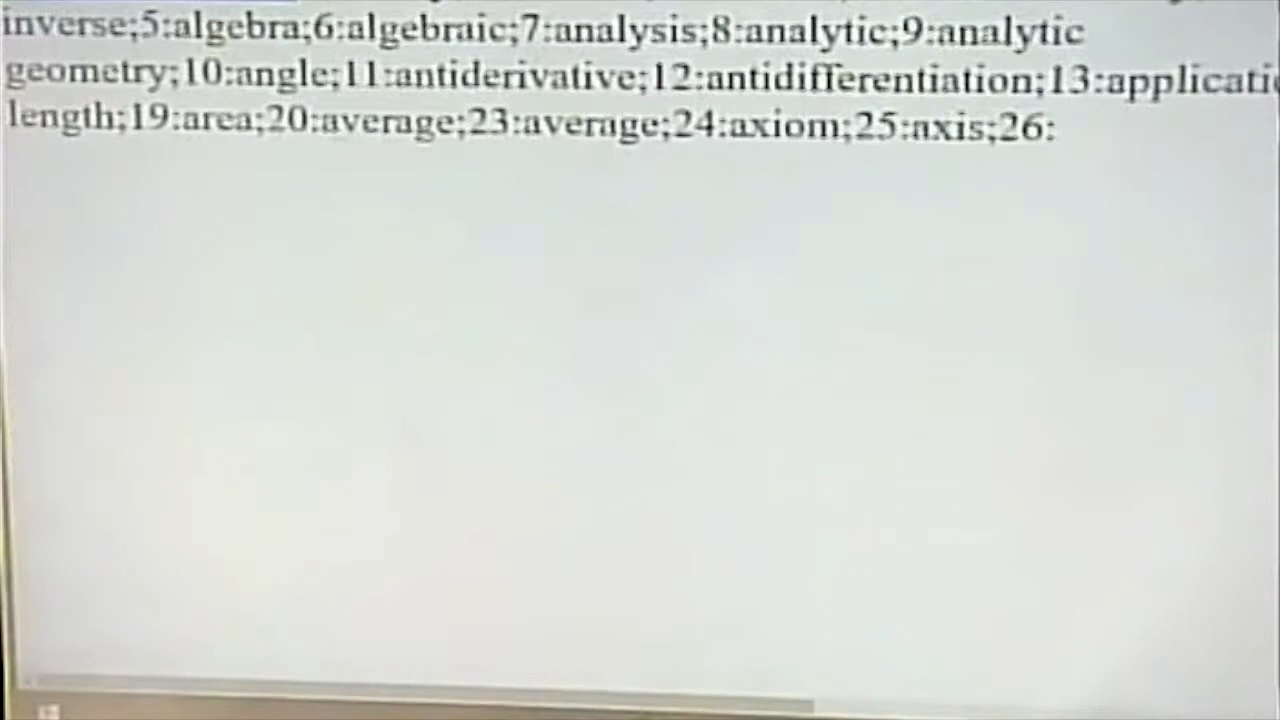 inverse;5:algebra;6:algebraic;7:analysis;8:analytic;9:analytic
geometry;10:angle;11:antiderivative;12:antidifferentiation;13:applicatio
length;19:area;20:average;23:average;24:axiom;25:axis;26: